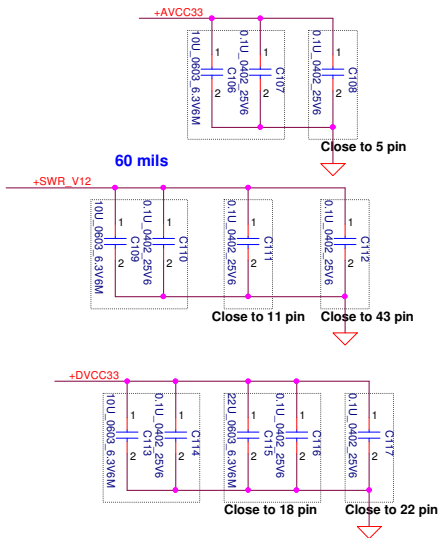 +AVCC33
1
2
10U_0603_6.3V6M
C106
1
2
0.1U_0402_25V6
C107
1
2
0.1U_0402_25V6
C108
Close to 5 pin
60 mils
+SWR_V12
1
2
10U_0603_6.3V6M
C109
1
2
0.1U_0402_25V6
C110
1
2
0.1U_0402_25V6
C111
1
2
0.1U_0402_25V6
C112
Close to 11 pin
Close to 43 pin
+DVCC33
1
2
10U_0603_6.3V6M
C113
1
2
0.1U_0402_25V6
C114
1
2
22U_0603_6.3V6M
C115
1
2
0.1U_0402_25V6
C116
1
2
0.1U_0402_25V6
C117
Close to 18 pin
Close to 22 pin